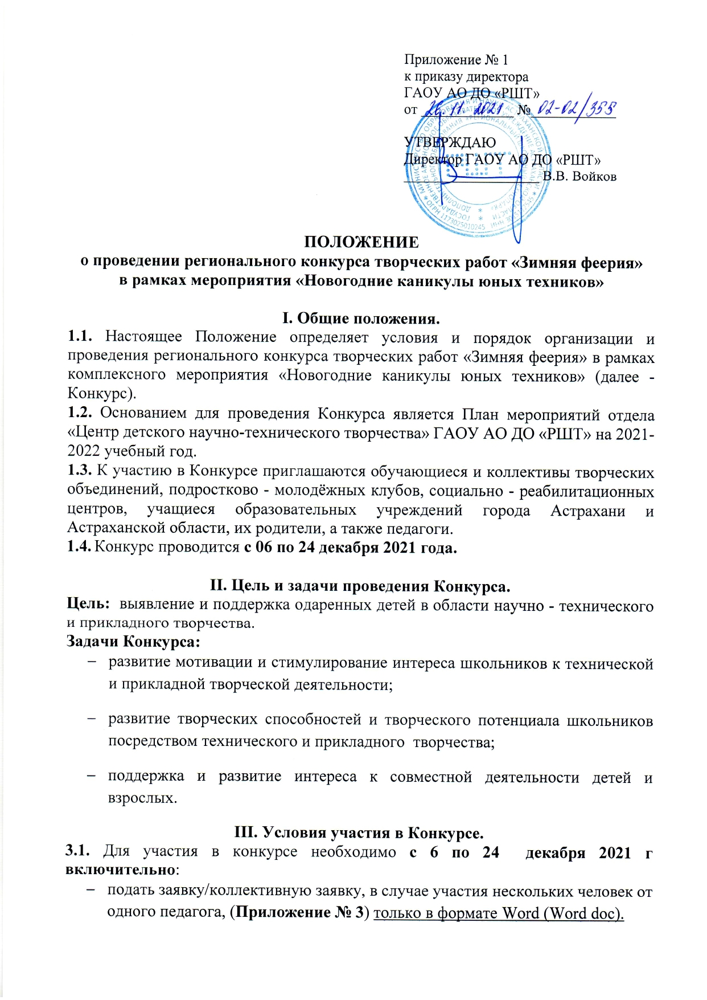 Приложение № 1
к приказу директора
ГАОУ АО ДО «РШТ»
от 26.11.2021 № 02-02/355
УТВЕРЖДАЮ
Директор ГАОУ АО ДО «РШТ»
В.В. Войков
ПОЛОЖЕНИЕ
о проведении регионального конкурса творческих работ «Зимняя феерия»
в рамках мероприятия «Новогодние каникулы юных техников»
I. Общие положения.
1.1. Настоящее Положение определяет условия и порядок организации и
проведения регионального конкурса творческих работ «Зимняя феерия» в рамках
комплексного мероприятия «Новогодние каникулы юных техников» (далее -
Конкурс).
1.2. Основанием для проведения Конкурса является План мероприятий отдела
«Центр детского научно-технического творчества» ГАОУ АО ДО «РШТ» на 2021-
2022 учебный год.
1.3. К участию в Конкурсе приглашаются обучающиеся и коллективы творческих
объединений, подростково - молодёжных клубов, социально - реабилитационных
центров, учащиеся образовательных учреждений города Астрахани и
Астраханской области, их родители, а также педагоги.
1.4. Конкурс проводится с 06 по 24 декабря 2021 года.
II. Цель и задачи проведения Конкурса.
Цель: выявление и поддержка одаренных детей в области научно - технического
и прикладного творчества.
Задачи Конкурса:
– развитие мотивации и стимулирование интереса школьников к технической
и прикладной творческой деятельности;
– развитие творческих способностей и творческого потенциала школьников
посредством технического и прикладного творчества;
– поддержка и развитие интереса к совместной деятельности детей и
взрослых.
III. Условия участия в Конкурсе.
3.1. Для участия в конкурсе необходимо с 6 по 24 декабря 2021 г
включительно:
– подать заявку/коллективную заявку, в случае участия нескольких человек от
одного педагога, (Приложение № 3) только в формате Word (Word doc).